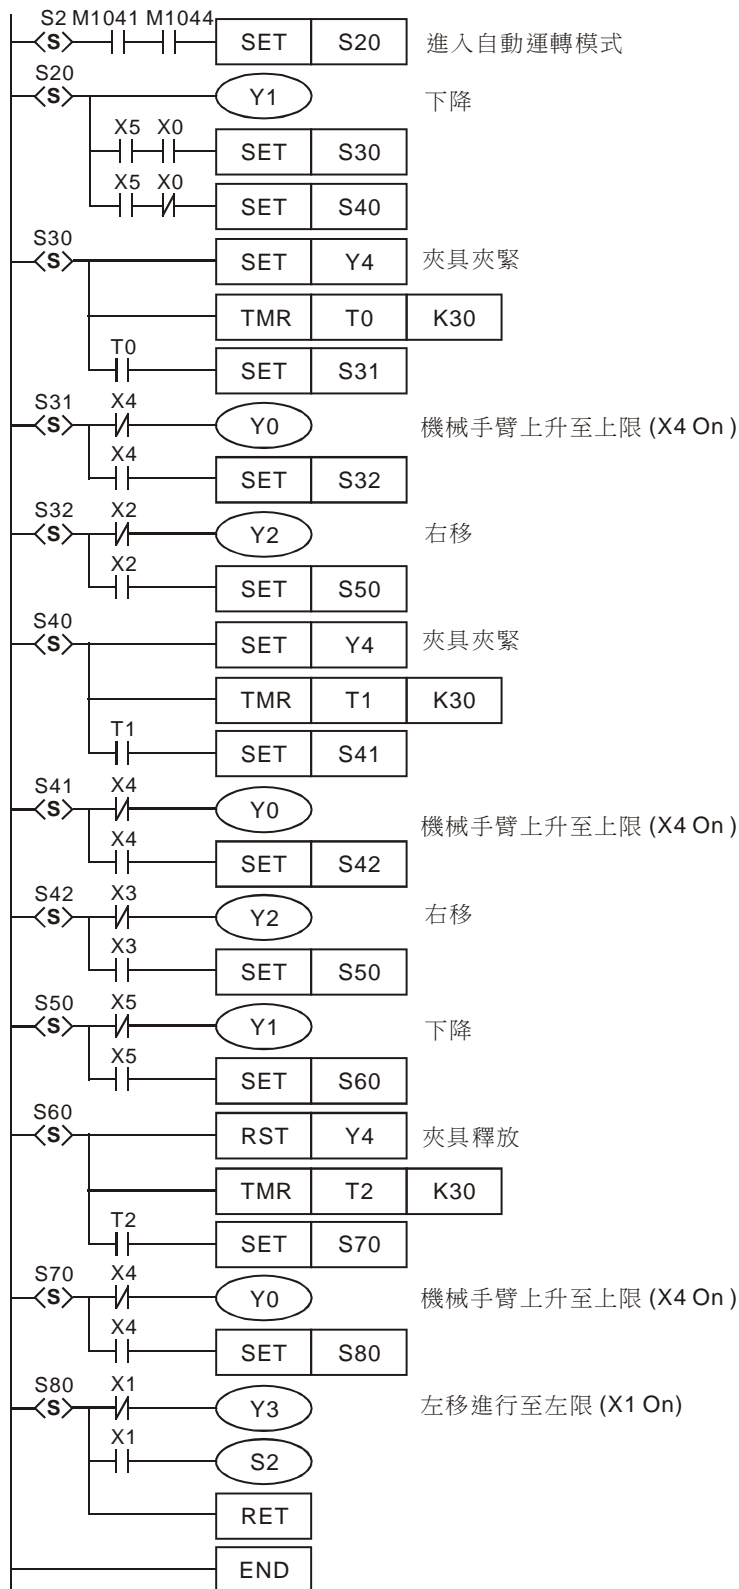 S2 M1041 M1044
S SET S20 進入自動運轉模式
S20
S Y1 下降
X5 X0
SET S30
X5 X0
SET S40
S30
S SET Y4 夾具夾緊
TMR T0 K30
T0
SET S31
S31 X4
S Y0 機械手臂上升至上限 (X4 On)
X4
SET S32
S32 X2
S Y2 右移
X2
SET S50
S40
S SET Y4 夾具夾緊
TMR T1 K30
T1
SET S41
S41 X4
S Y0 機械手臂上升至上限 (X4 On)
X4
SET S42
S42 X3
S Y2 右移
X3
SET S50
S50 X5
S Y1 下降
X5
SET S60
S60
S RST Y4 夾具釋放
TMR T2 K30
T2
SET S70
S70 X4
S Y0 機械手臂上升至上限 (X4 On)
X4
SET S80
S80 X1
S Y3 左移進行至左限 (X1 On)
X1
S2
RET
END